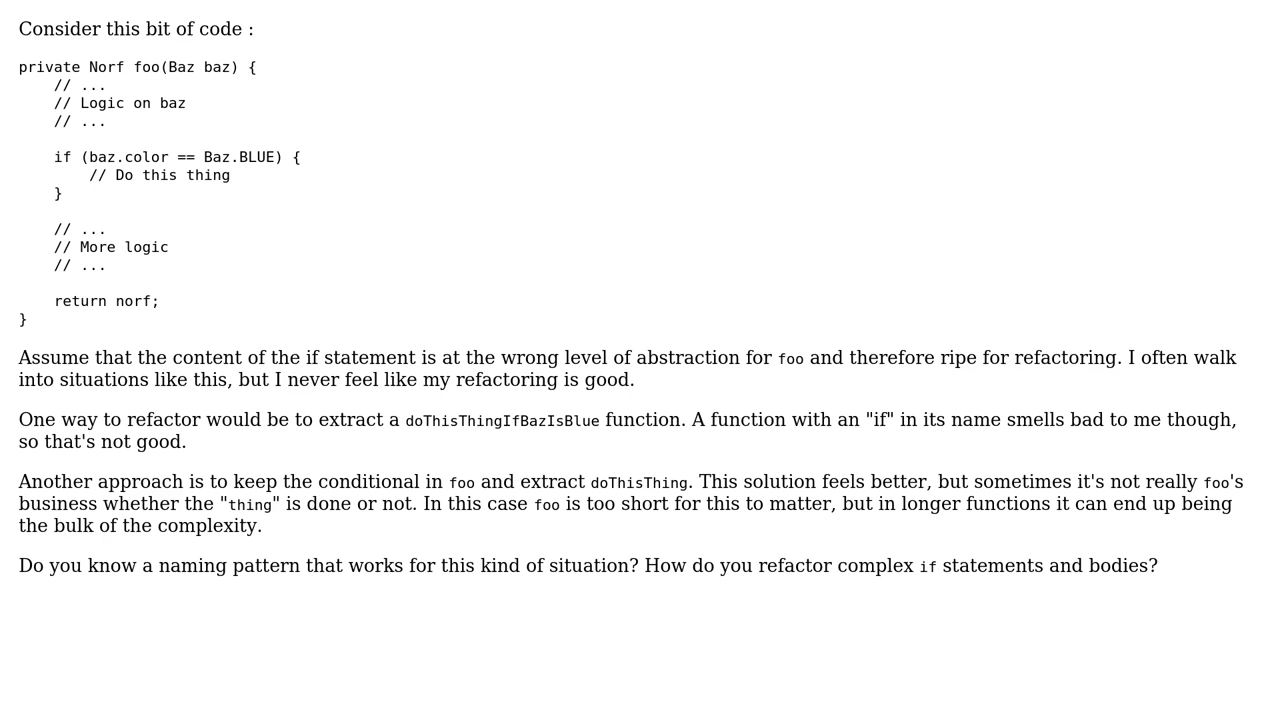 Consider this bit of code :
private Norf foo(Baz baz) {
    // ...
    // Logic on baz
    // ...
    if (baz.color == Baz.BLUE) {
        // Do this thing
    }
    // ...
    // More logic
    // ...
    return norf;
}
Assume that the content of the if statement is at the wrong level of abstraction for foo and therefore ripe for refactoring. I often walk
into situations like this, but I never feel like my refactoring is good.
One way to refactor would be to extract a doThisThingIfBazIsBlue function. A function with an "if" in its name smells bad to me though,
so that's not good.
Another approach is to keep the conditional in foo and extract doThisThing. This solution feels better, but sometimes it's not really foo's
business whether the "thing" is done or not. In this case foo is too short for this to matter, but in longer functions it can end up being
the bulk of the complexity.
Do you know a naming pattern that works for this kind of situation? How do you refactor complex if statements and bodies?